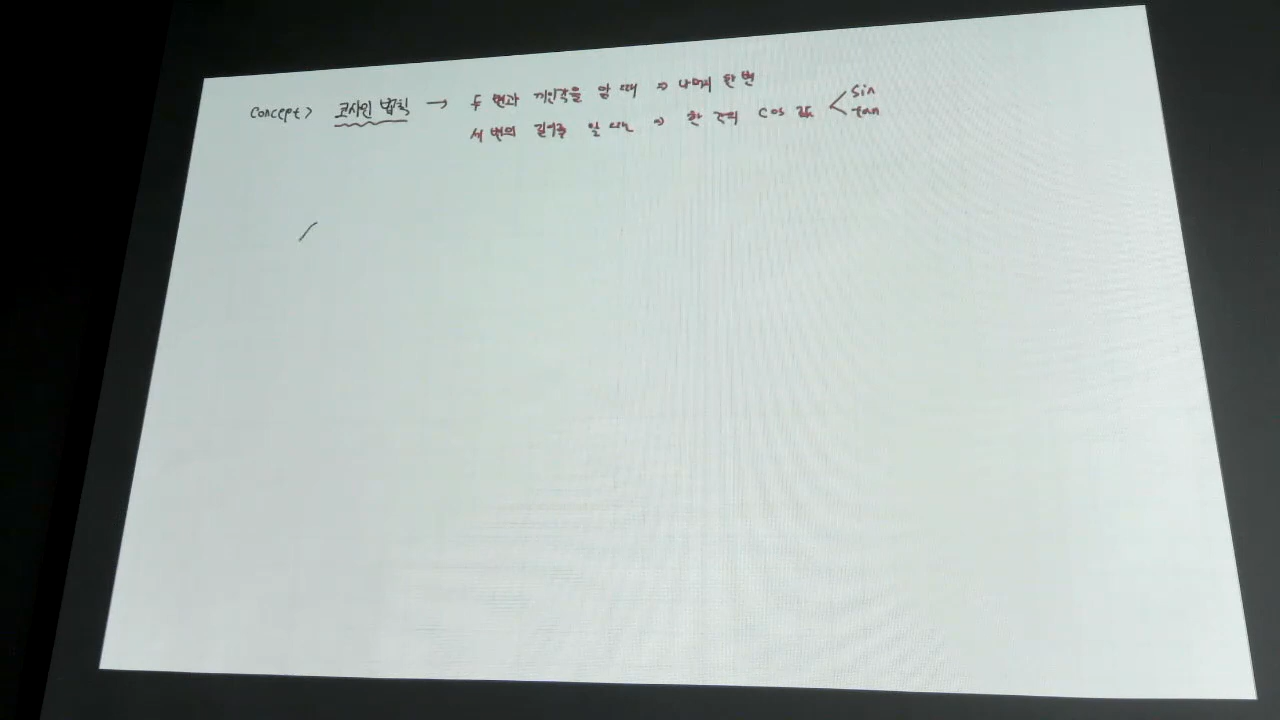 Concept> 코사인 법칙 → 두 변과 끼인각을 알 때 ⇒ 나머지 한 변
세 변의 길이를 알 때 ⇒ 한 각의 cos 값 < sin
tan